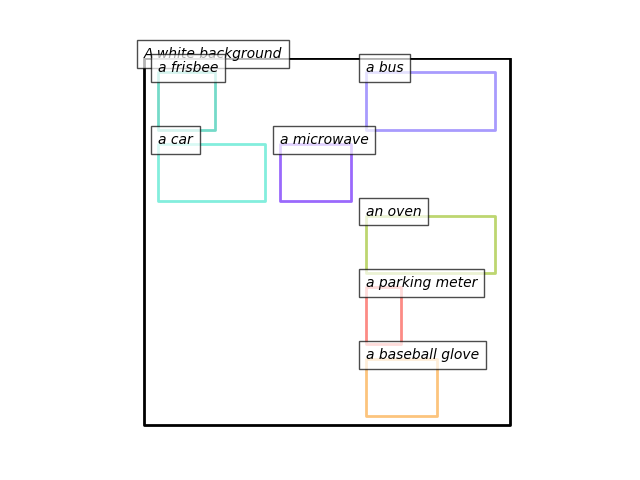 A white background
a frisbee
a bus
a car
a microwave
an oven
a parking meter
a baseball glove